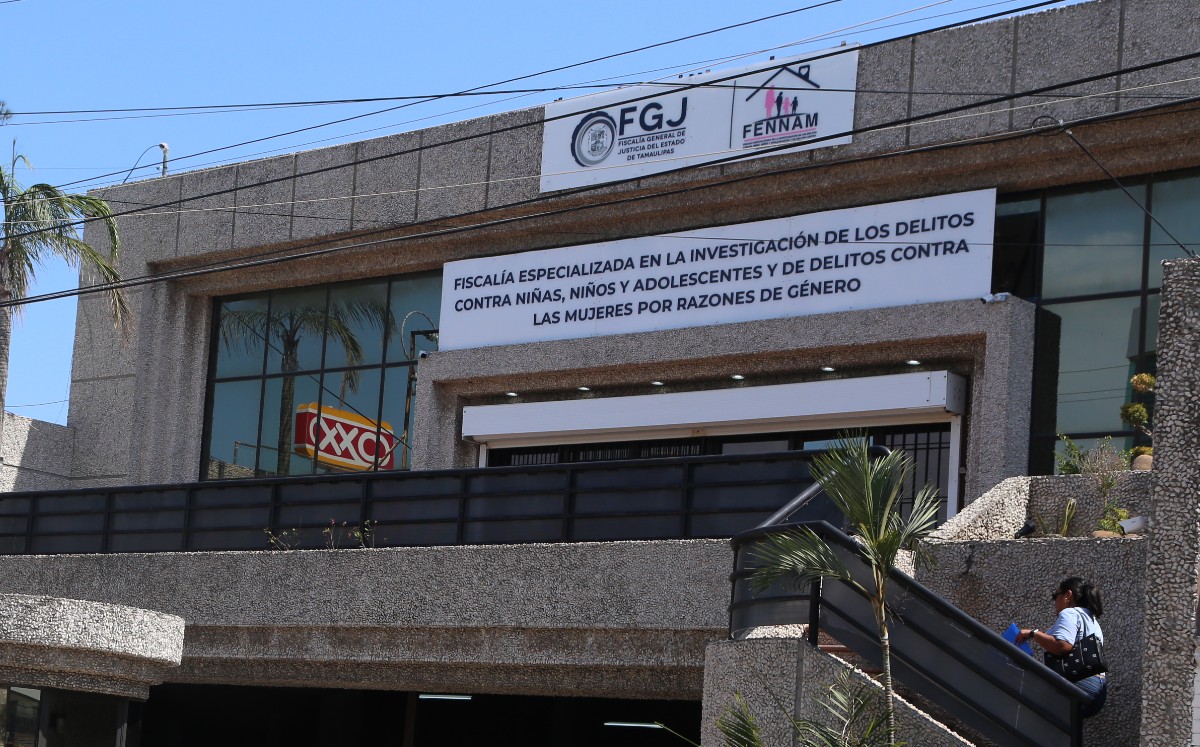 FGJ
FISCALÍA GENERAL DE
JUSTICIA DEL ESTADO
DE TAMAULIPAS
FENNAM
FISCALÍA ESPECIALIZADA EN LA INVESTIGACIÓN DE LOS DELITOS
CONTRA NIÑAS, NIÑOS Y ADOLESCENTES Y DE DELITOS CONTRA
LAS MUJERES POR RAZONES DE GÉNERO
OXXO